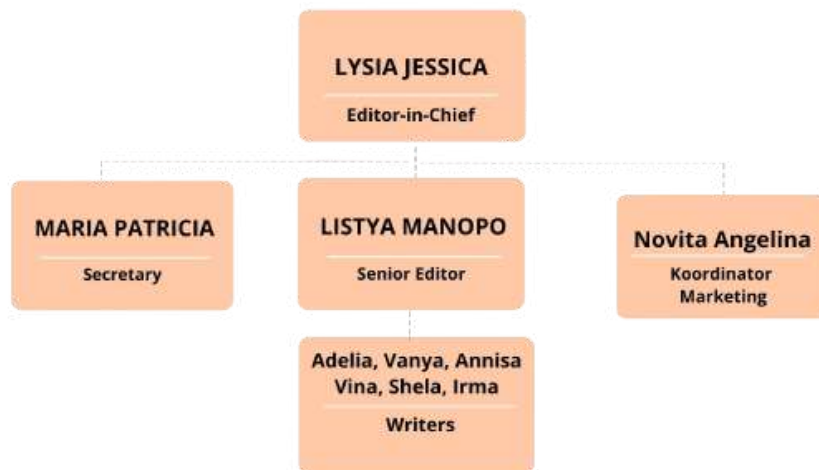 LYSIA JESSICA
Editor-in-Chief
MARIA PATRICIA
Secretary
LISTYA MANOPO
Senior Editor
Novita Angelina
Koordinator
Marketing
Adelia, Vanya, Annisa
Vina, Shela, Irma
Writers